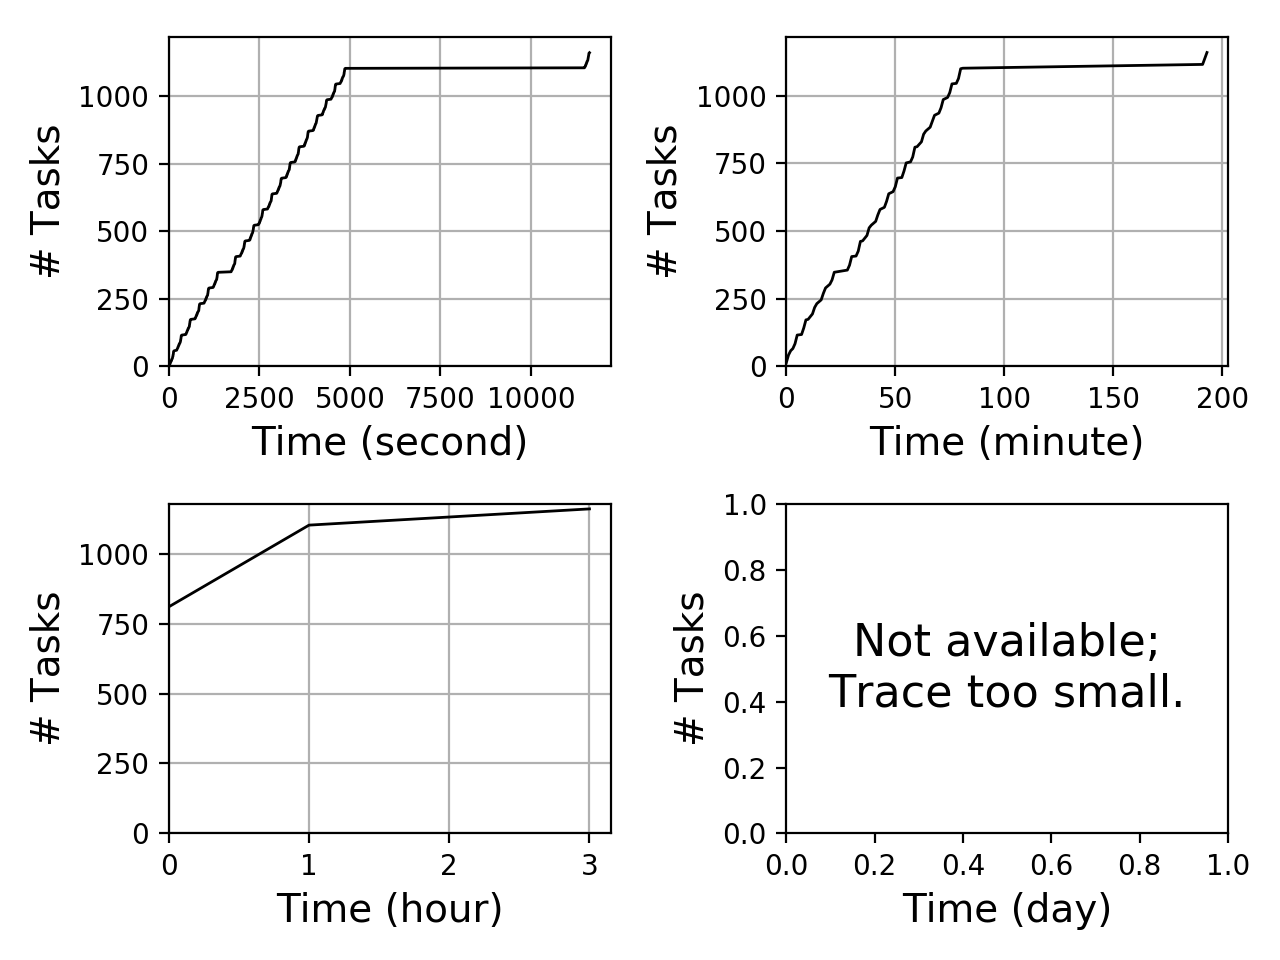 1000
750
500
250
0
# Tasks
0 2500 5000 7500 10000
Time (second)
1000
750
500
250
0
# Tasks
0 50 100 150 200
Time (minute)
1000
750
500
250
0
# Tasks
0 1 2 3
Time (hour)
1.0
0.8
0.6
0.4
0.2
0.0
# Tasks
Not available;
Trace too small.
0.0 0.2 0.4 0.6 0.8 1.0
Time (day)